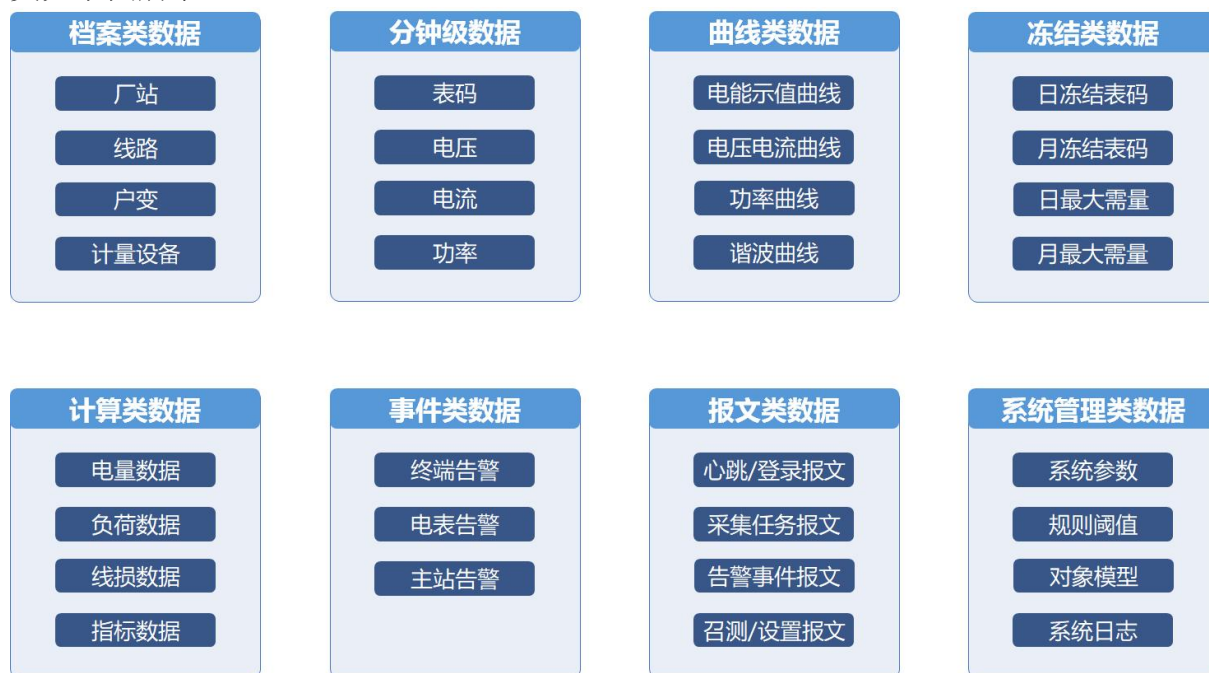 档案类数据
厂站
线路
户变
计量设备
分钟级数据
表码
电压
电流
功率
曲线类数据
电能示值曲线
电压电流曲线
功率曲线
谐波曲线
冻结类数据
日冻结表码
月冻结表码
日最大需量
月最大需量
计算类数据
电量数据
负荷数据
线损数据
指标数据
事件类数据
终端告警
电表告警
主站告警
报文类数据
心跳/登录报文
采集任务报文
告警事件报文
召测/设置报文
系统管理类数据
系统参数
规则阈值
对象模型
系统日志